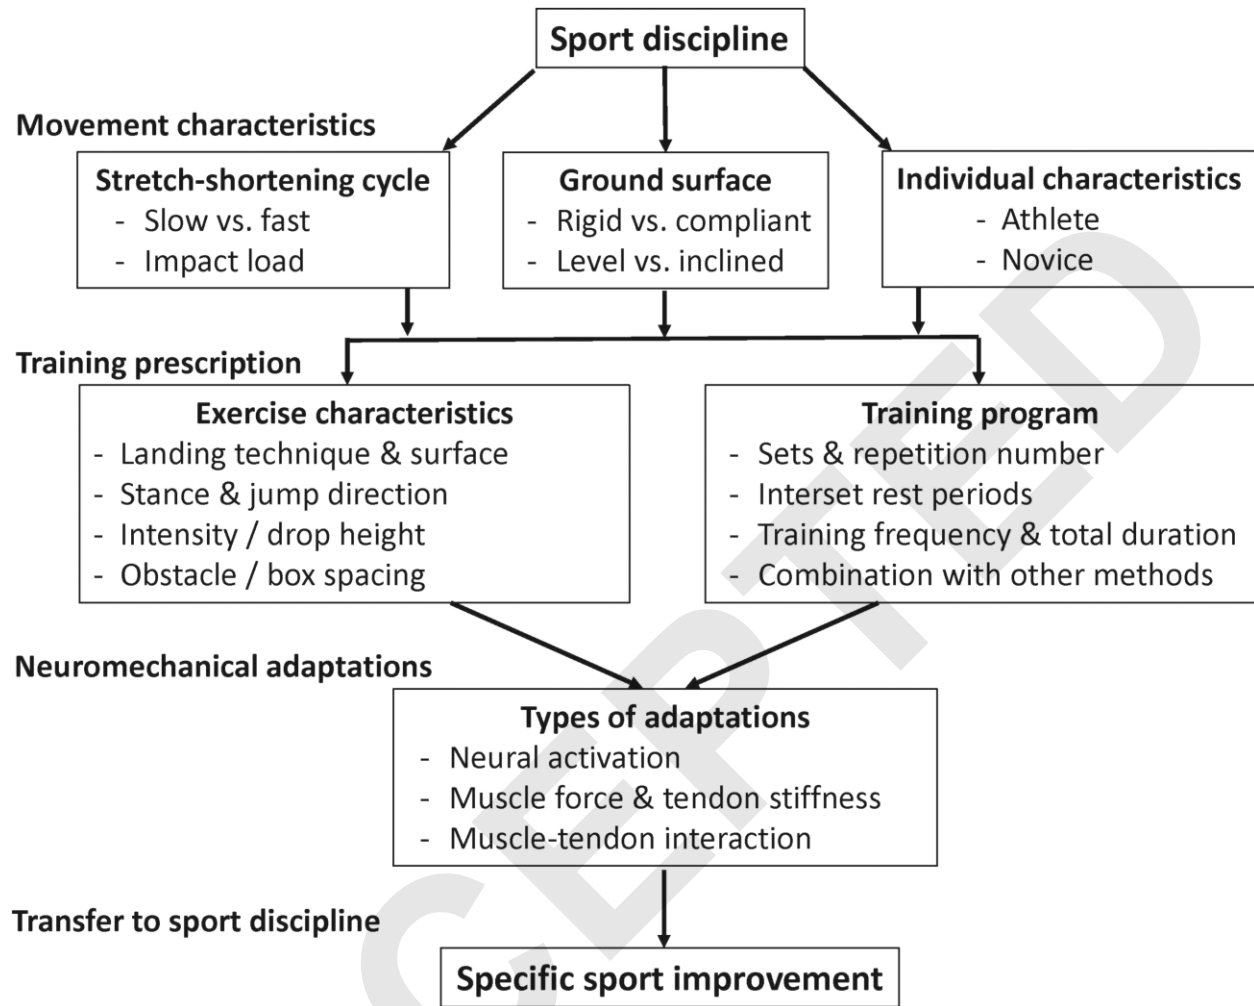 Sport discipline
Movement characteristics
Stretch-shortening cycle
- Slow vs. fast
- Impact load
Ground surface
- Rigid vs. compliant
- Level vs. inclined
Individual characteristics
- Athlete
- Novice
Training prescription
Exercise characteristics
- Landing technique & surface
- Stance & jump direction
- Intensity / drop height
- Obstacle / box spacing
Training program
- Sets & repetition number
- Interset rest periods
- Training frequency & total duration
- Combination with other methods
Neuromechanical adaptations
Types of adaptations
- Neural activation
- Muscle force & tendon stiffness
- Muscle-tendon interaction
Transfer to sport discipline
Specific sport improvement
CEPTED